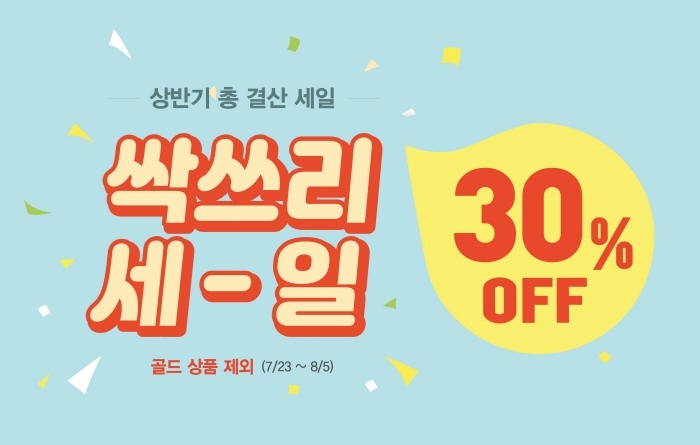 상반기 총 결산 세일
싹쓰리
세-일
골드 상품 제외 (7/23 ~ 8/5)
30%
OFF